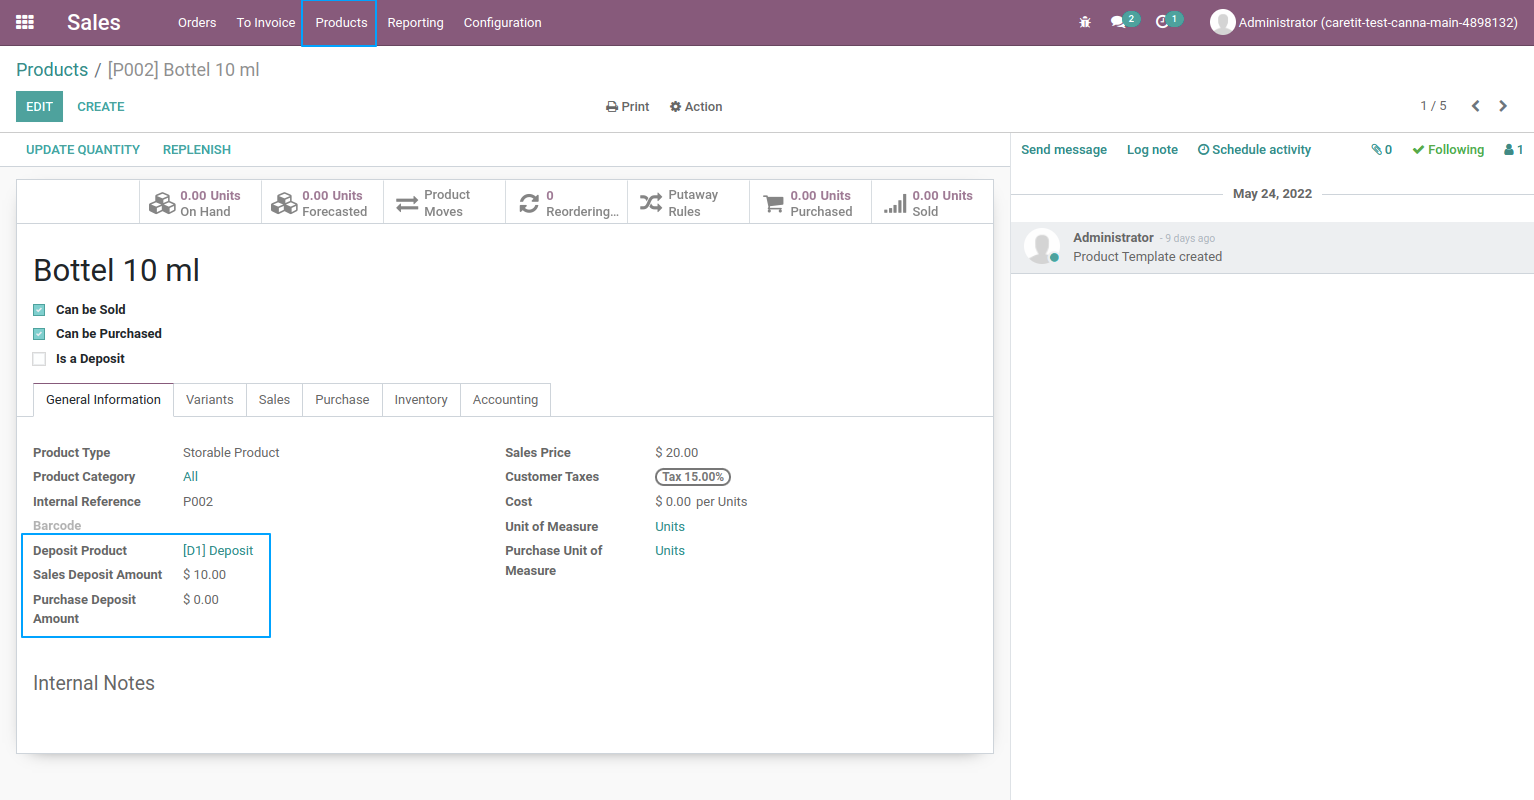 Sales Orders To Invoice Products Reporting Configuration 2 1 Administrator (caretit-test-canna-main-4898132)
Products / [P002] Bottel 10 ml
EDIT CREATE Print Action 1 / 5
UPDATE QUANTITY REPLENISH
0.00 Units On Hand
0.00 Units Forecasted
Product Moves
0 Reordering...
Putaway Rules
0.00 Units Purchased
0.00 Units Sold
Bottel 10 ml
Can be Sold
Can be Purchased
Is a Deposit
General Information Variants Sales Purchase Inventory Accounting
Product Type Storable Product
Product Category All
Internal Reference P002
Barcode
Deposit Product [D1] Deposit
Sales Deposit Amount $ 10.00
Purchase Deposit $ 0.00
Amount
Sales Price $ 20.00
Customer Taxes Tax 15.00%
Cost $ 0.00 per Units
Unit of Measure Units
Purchase Unit of Units
Measure
Internal Notes
Send message Log note Schedule activity 0 Following 1
May 24, 2022
Administrator - 9 days ago
Product Template created